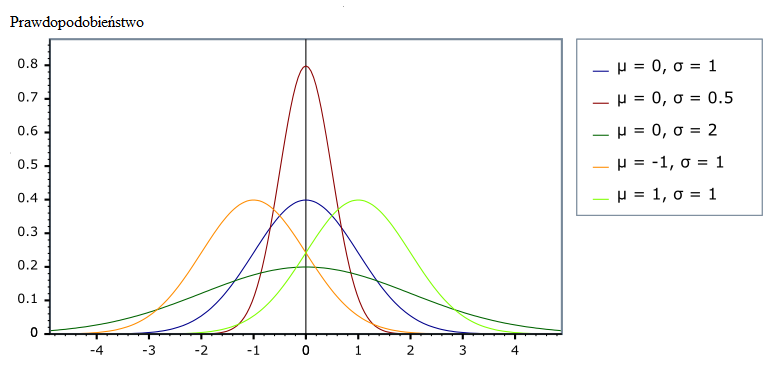 Prawdopodobieństwo
0.8
0.7
0.6
0.5
0.4
0.3
0.2
0.1
0
-4 -3 -2 -1 0 1 2 3 4
μ = 0, σ = 1
μ = 0, σ = 0.5
μ = 0, σ = 2
μ = -1, σ = 1
μ = 1, σ = 1